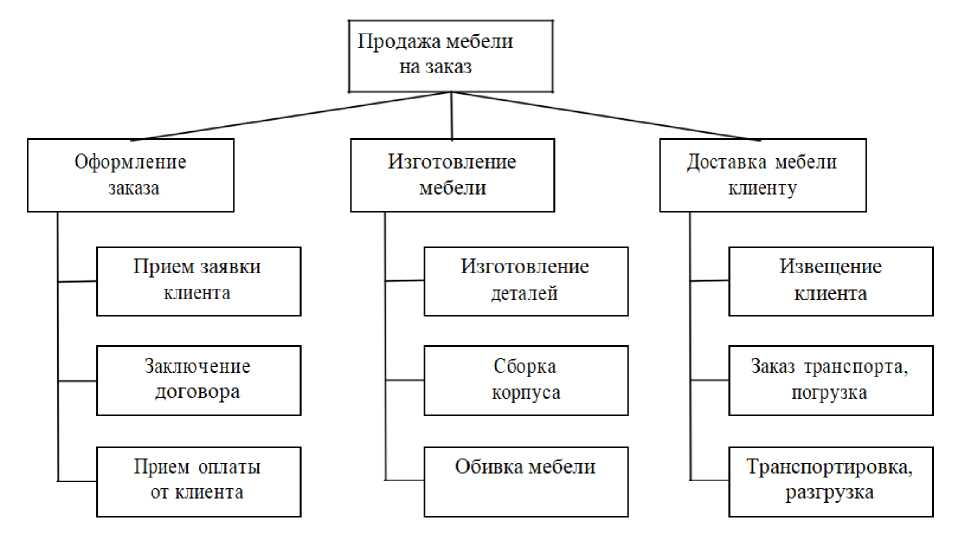 Продажа мебели
на заказ
Оформление
заказа
Изготовление
мебели
Доставка мебели
клиенту
Прием заявки
клиента
Заключение
договора
Прием оплаты
от клиента
Изготовление
деталей
Сборка
корпуса
Обивка мебели
Извещение
клиента
Заказ транспорта,
погрузка
Транспортировка,
разгрузка